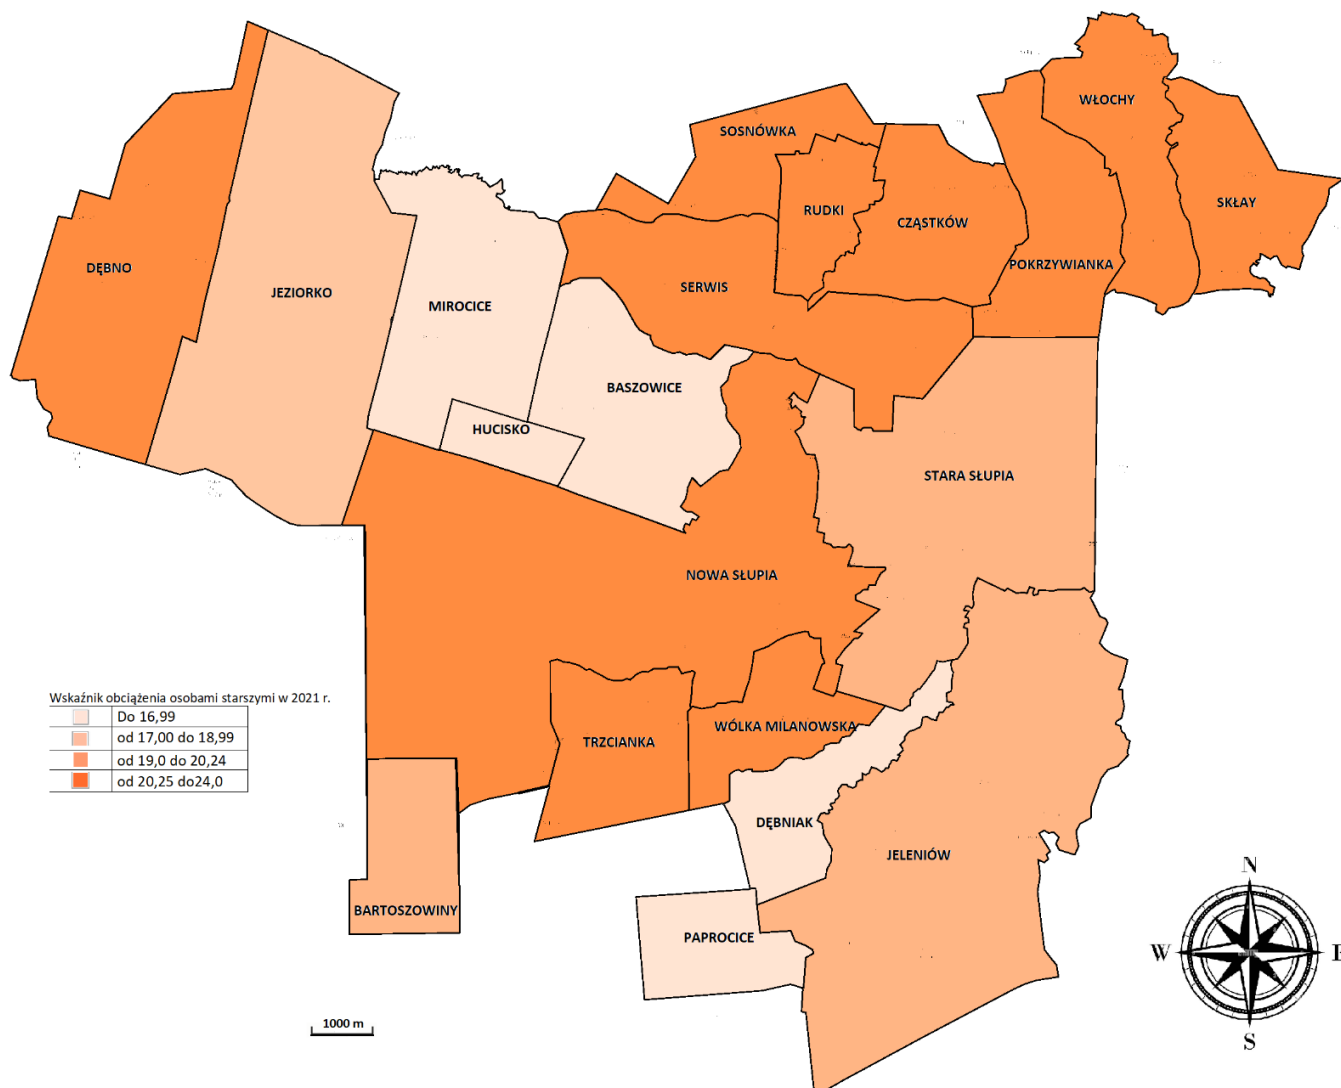 WŁOCHY
SOSNÓWKA
SKŁAY
RUDKI
CZĄSTKÓW
POKRZYWIANKA
DĘBNO
JEZIORKO
MIROCICE
SERWIS
BASZOWICE
HUCISKO
STARA SŁUPIA
NOWA SŁUPIA
Wskaźnik obciążenia osobami starszymi w 2021 r.
Do 16,99
od 17,00 do 18,99
od 19,0 do 20,24
od 20,25 do24,0
TRZCIANKA
WÓLKA MILANOWSKA
DĘBNIAK
JELENIÓW
BARTOSZOWINY
PAPROCICE
1000 m
N
W
E
S